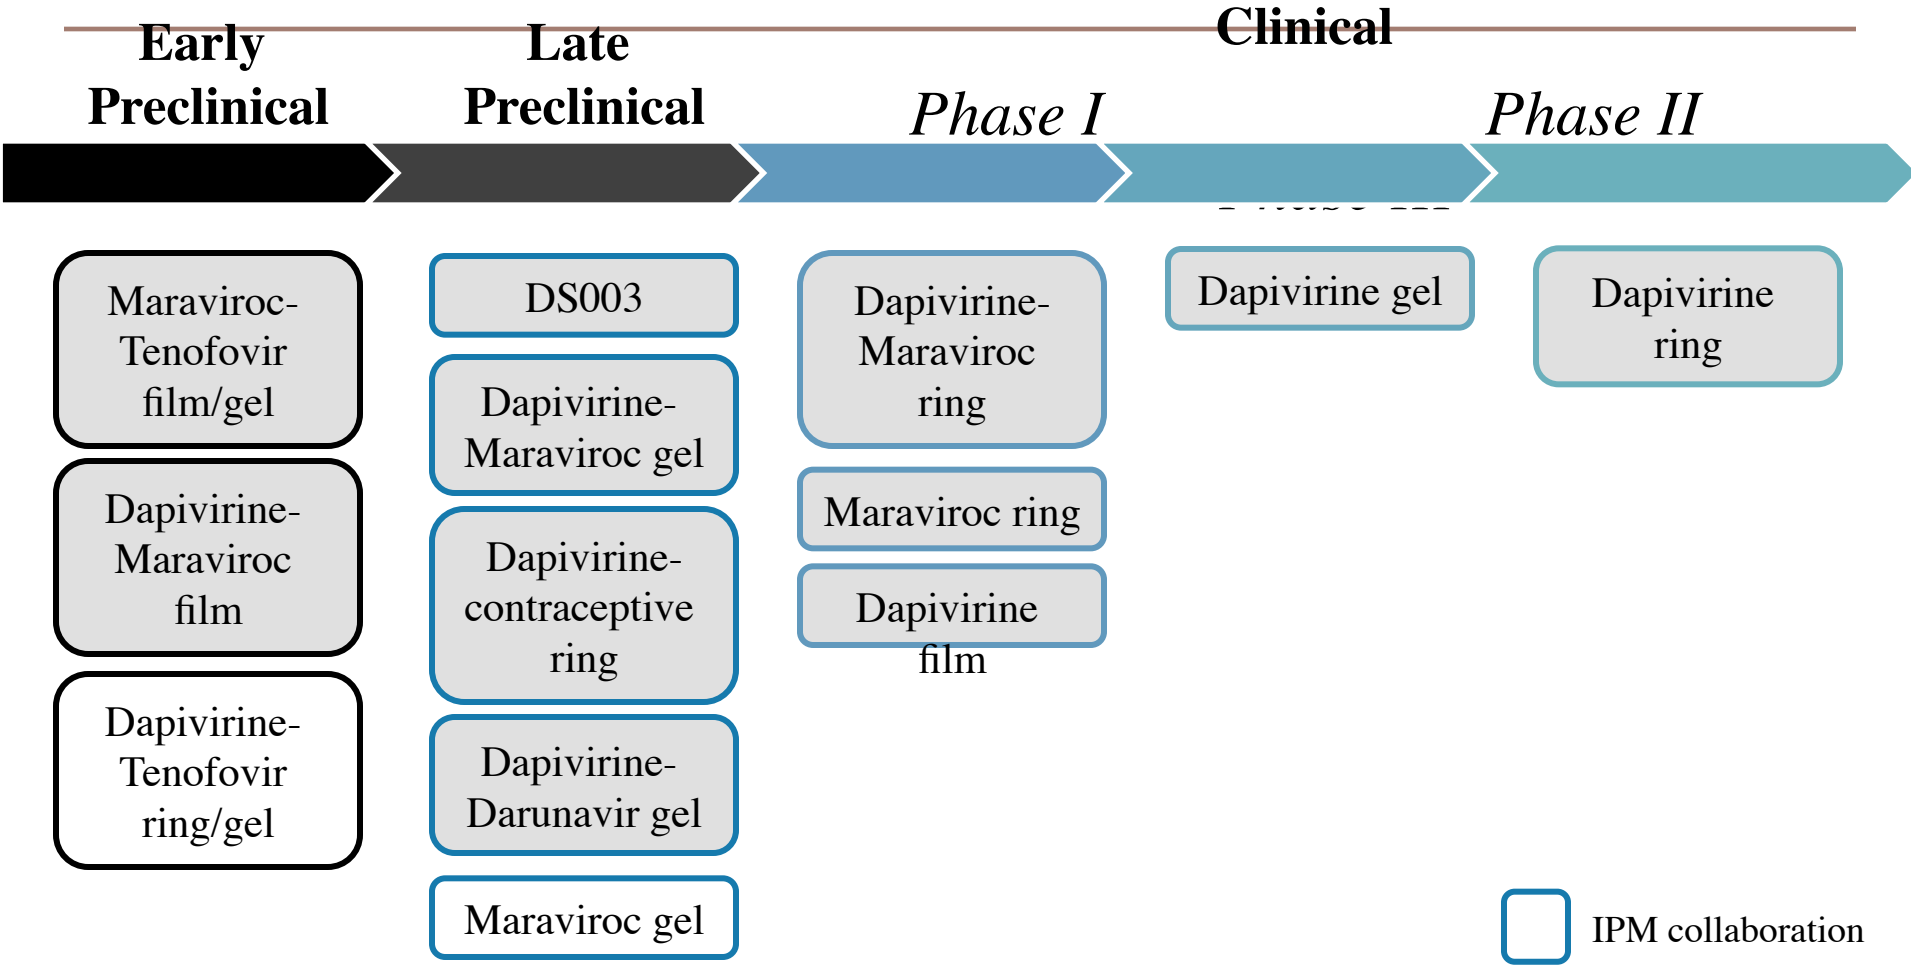 Early
Preclinical
Late
Preclinical
Clinical
Phase I
Phase II
Phase III
Maraviroc-
Tenofovir
film/gel
Dapivirine-
Maraviroc
film
Dapivirine-
Tenofovir
ring/gel
DS003
Dapivirine-
Maraviroc gel
Dapivirine-
contraceptive
ring
Dapivirine-
Darunavir gel
Maraviroc gel
Dapivirine-
Maraviroc
ring
Maraviroc ring
Dapivirine
film
Dapivirine gel
Dapivirine
ring
IPM collaboration